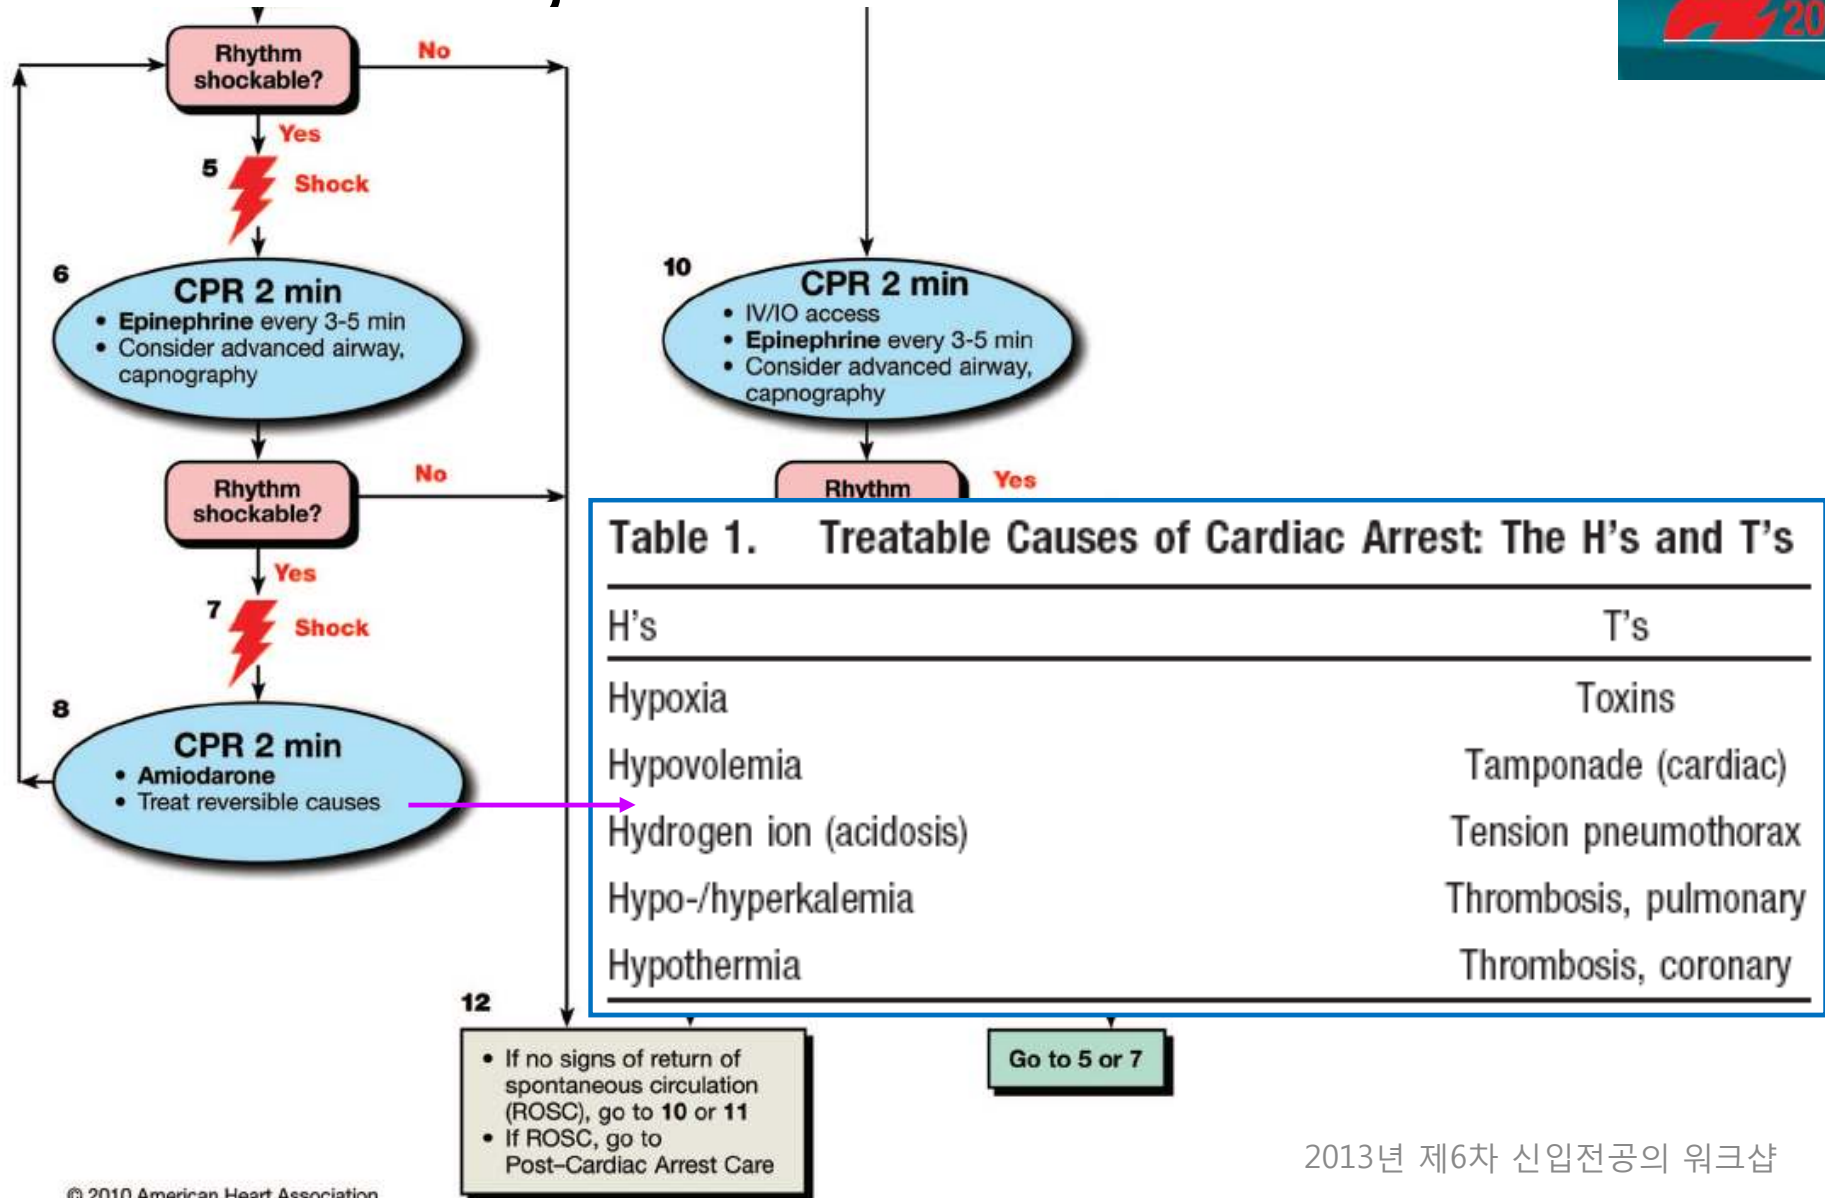 20
Rhythm
shockable?
No
Yes
5
Shock
6
CPR 2 min
• Epinephrine every 3-5 min
• Consider advanced airway,
capnography
Rhythm
shockable?
No
Yes
7
Shock
8
CPR 2 min
• Amiodarone
• Treat reversible causes
10
CPR 2 min
• IV/IO access
• Epinephrine every 3-5 min
• Consider advanced airway,
capnography
Rhythm
Yes
Table 1. Treatable Causes of Cardiac Arrest: The H's and T's
H's T's
Hypoxia Toxins
Hypovolemia Tamponade (cardiac)
Hydrogen ion (acidosis) Tension pneumothorax
Hypo-/hyperkalemia Thrombosis, pulmonary
Hypothermia Thrombosis, coronary
12
• If no signs of return of
spontaneous circulation
(ROSC), go to 10 or 11
• If ROSC, go to
Post–Cardiac Arrest Care
Go to 5 or 7
2013년 제6차 신입전공의 워크샵
© 2010 American Heart Association